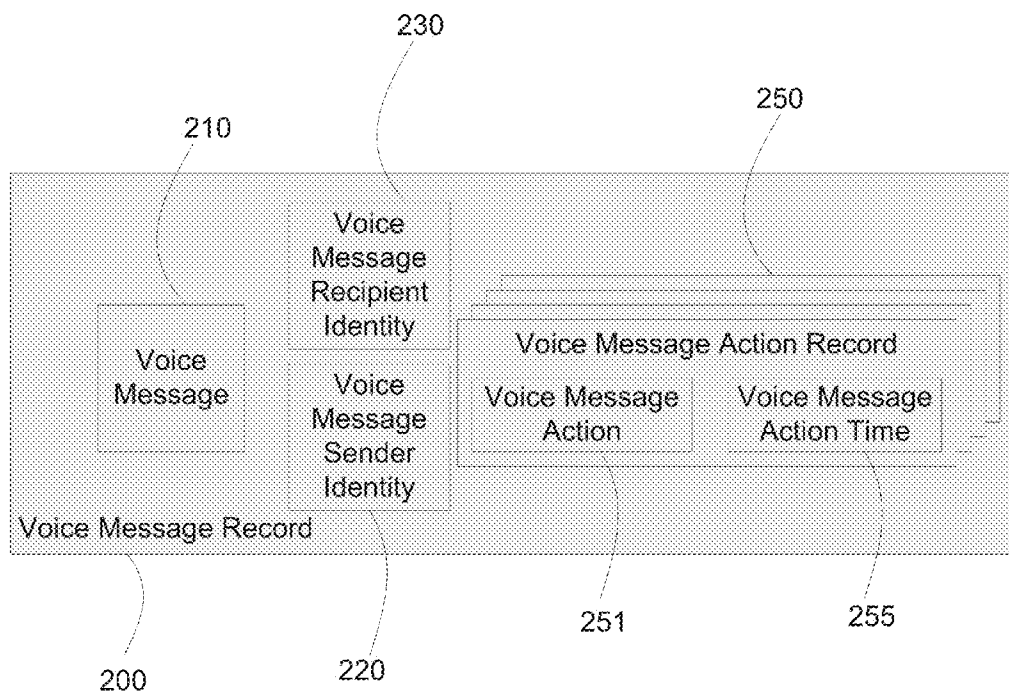 230
250
210
Voice
Message
Recipient
Identity
Voice
Message
Voice Message Action Record
Voice
Message
Sender
Identity
Voice Message
Action
Voice Message
Action Time
Voice Message Record
251
255
220
200